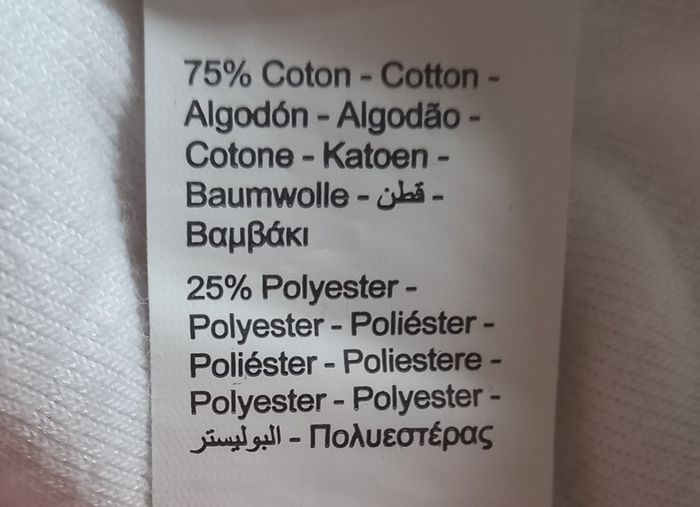 75% Coton - Cotton -
Algodón - Algodão -
Cotone - Katoen -
Baumwolle - قطن -
Βαμβάκι
25% Polyester -
Polyester - Poliéster -
Poliéster - Poliestere -
Polyester - Polyester -
البوليستر - Πολυεστέρας